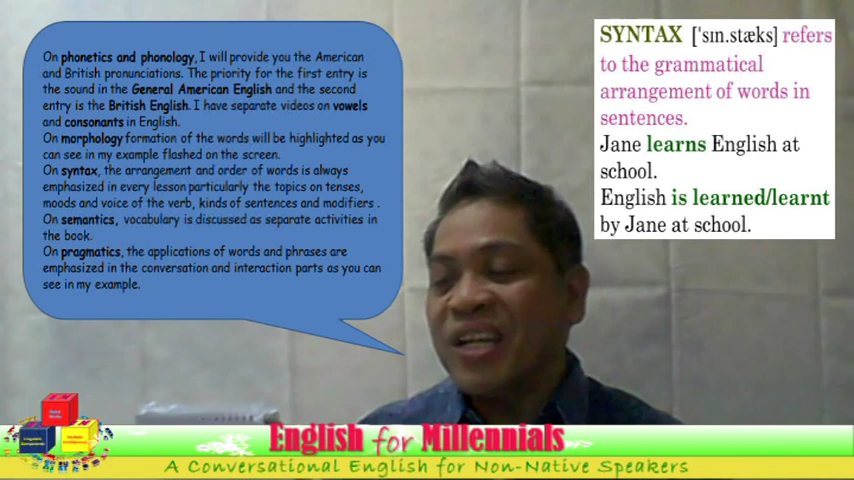 On phonetics and phonology, I will provide you the American
and British pronunciations. The priority for the first entry is
the sound in the General American English and the second
entry is the British English. I have separate videos on vowels
and consonants in English.
On morphology formation of the words will be highlighted as you
can see in my example flashed on the screen.
On syntax, the arrangement and order of words is always
emphasized in every lesson particularly the topics on tenses,
moods and voice of the verb, kinds of sentences and modifiers .
On semantics, vocabulary is discussed as separate activities in
the book.
On pragmatics, the applications of words and phrases are
emphasized in the conversation and interaction parts as you can
see in my example.
SYNTAX [ˈsɪn.stæks] refers
to the grammatical
arrangement of words in
sentences.
Jane learns English at
school.
English is learned/learnt
by Jane at school.
English for Millennials
A Conversational English for Non-Native Speakers